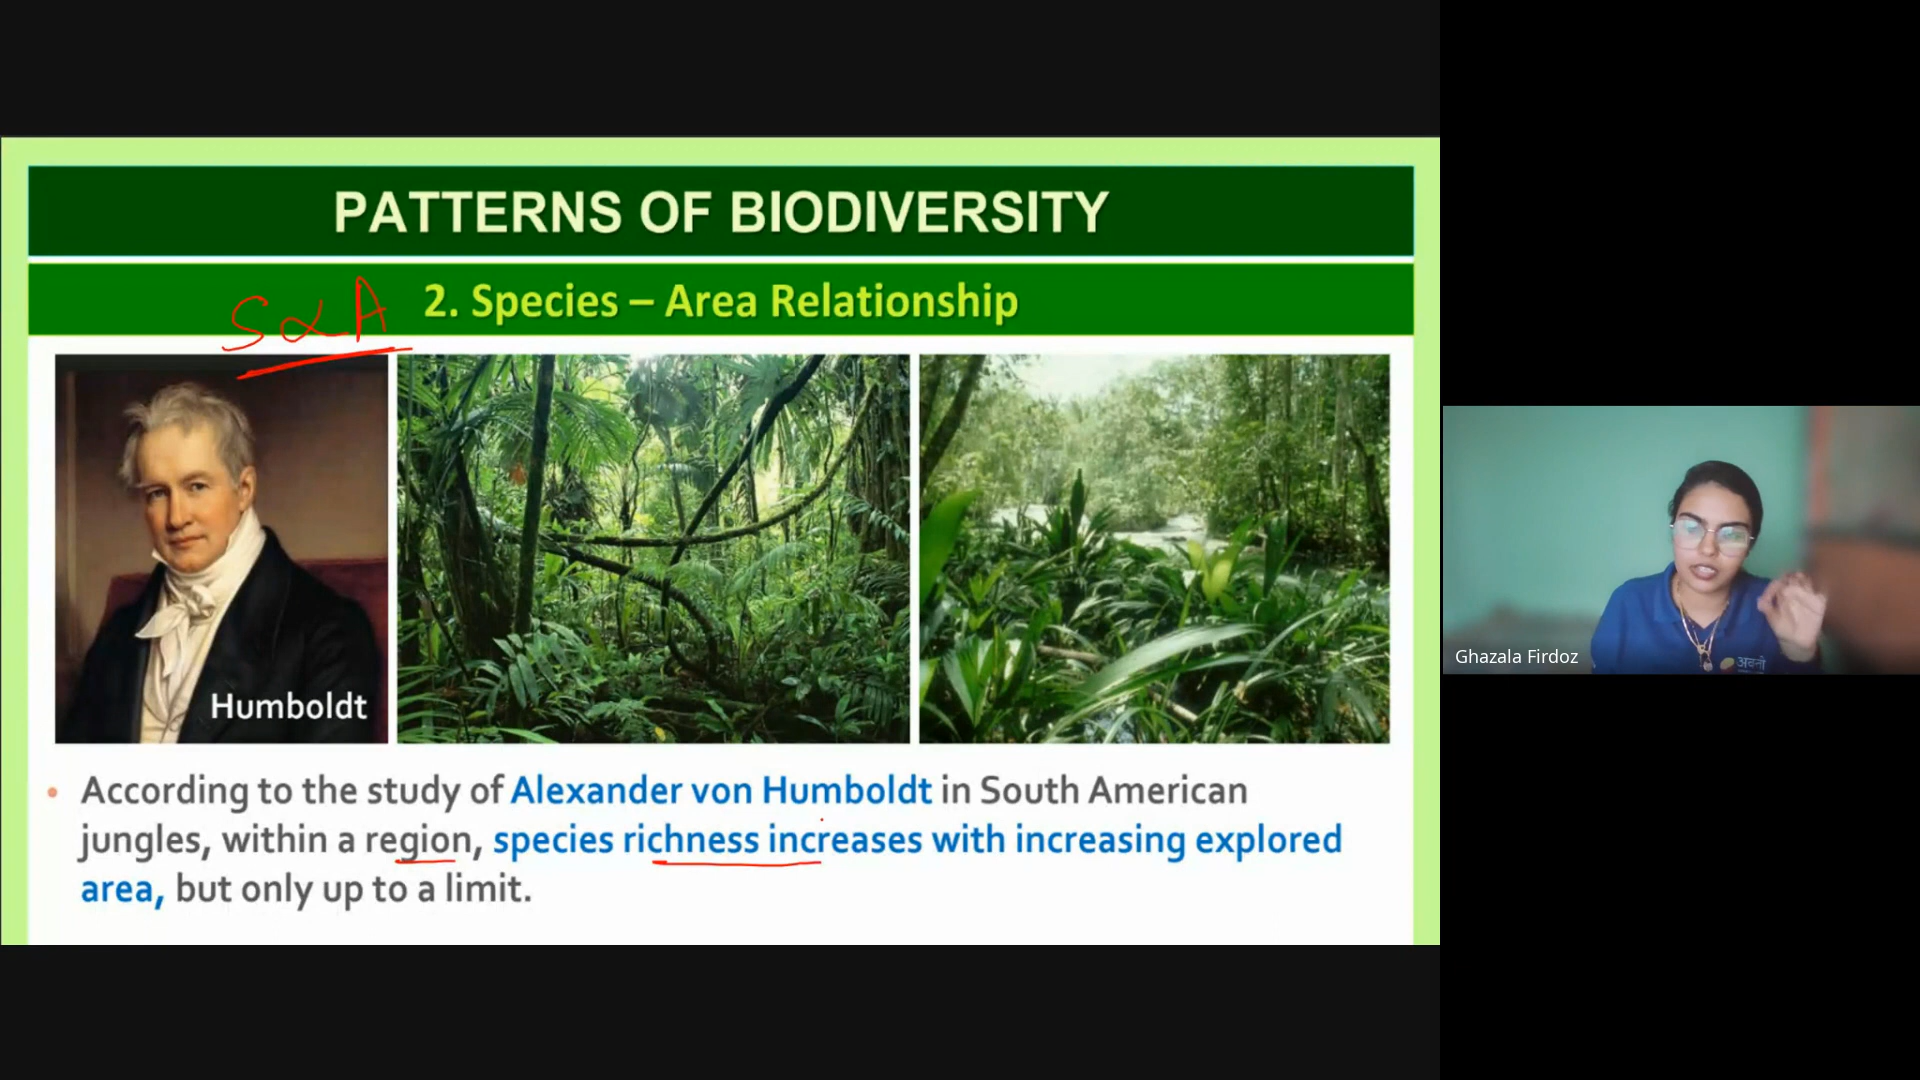 PATTERNS OF BIODIVERSITY
S α A
2. Species – Area Relationship
Humboldt
• According to the study of Alexander von Humboldt in South American
jungles, within a region, species richness increases with increasing explored
area, but only up to a limit.
Ghazala Firdoz
अवन्ती